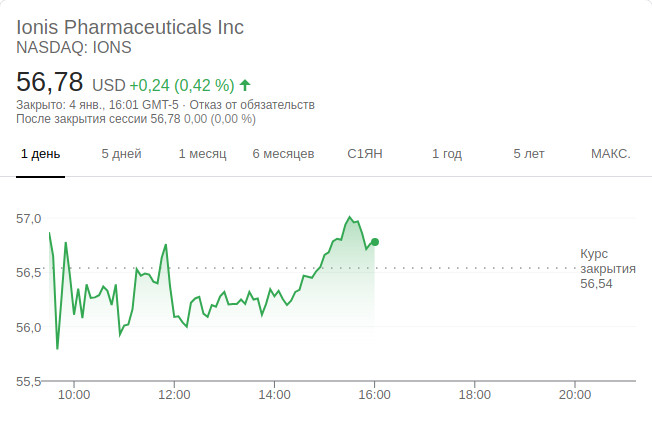 Ionis Pharmaceuticals Inc
NASDAQ: IONS
56,78 USD +0,24 (0,42 %)
Закрыто: 4 янв., 16:01 GMT-5 · Отказ от обязательств
После закрытия сессии 56,78 0,00 (0,00 %)
1 день 5 дней 1 месяц 6 месяцев С1ЯН 1 год 5 лет МАКС.
57,0
Курс
закрытия
56,54
56,5
56,0
55,5
10:00 12:00 14:00 16:00 18:00 20:00